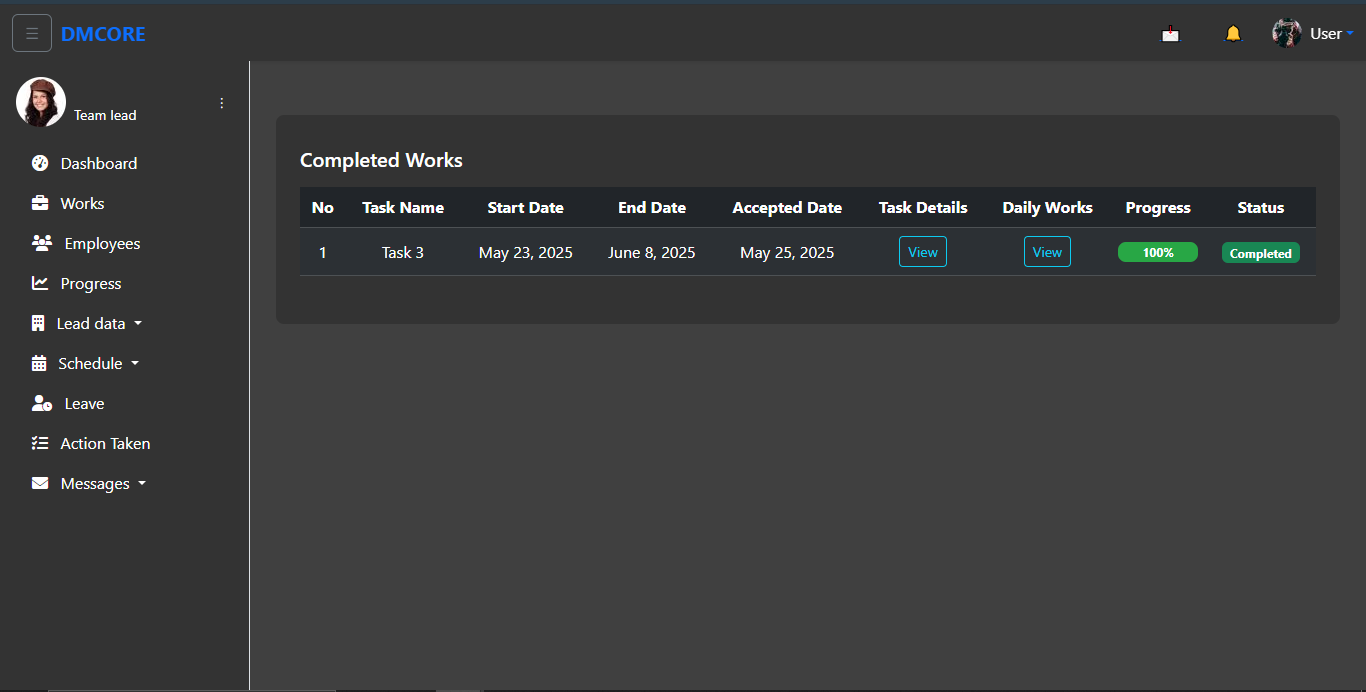 DMCORE
User
Team lead
Dashboard
Works
Employees
Progress
Lead data
Schedule
Leave
Action Taken
Messages
Completed Works
No Task Name Start Date End Date Accepted Date Task Details Daily Works Progress Status
1 Task 3 May 23, 2025 June 8, 2025 May 25, 2025 View View 100% Completed